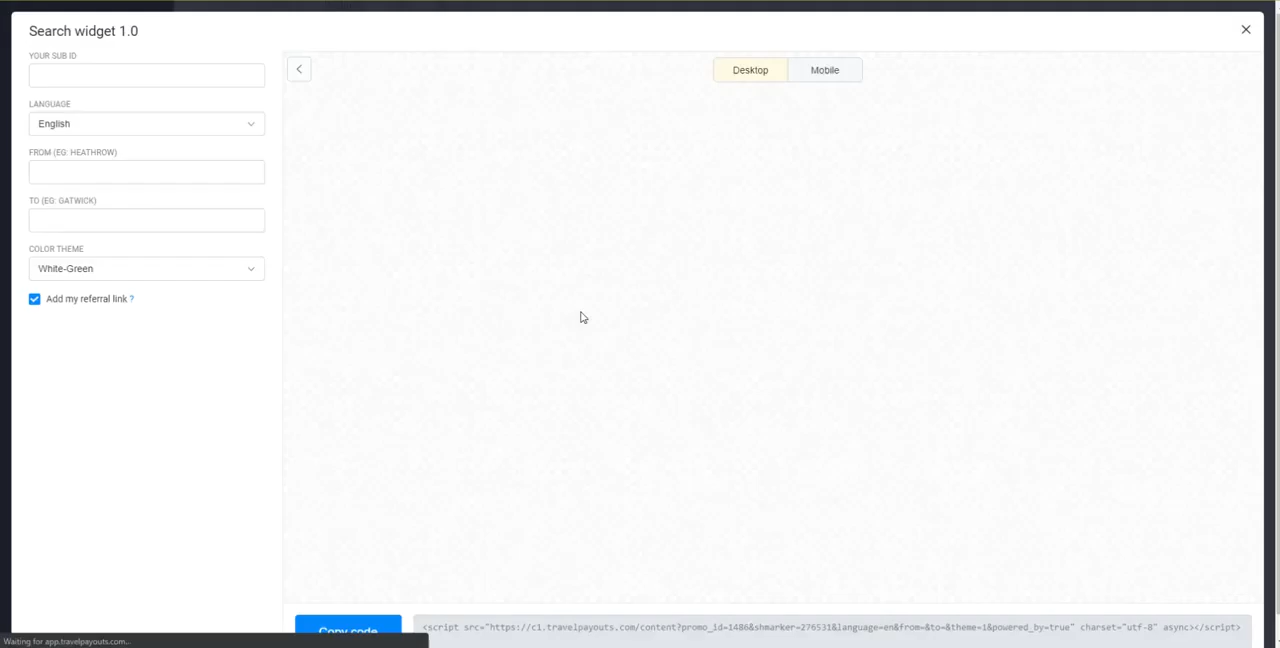 Search widget 1.0
YOUR SUB ID
LANGUAGE
English
FROM (EG: HEATHROW)
TO (EG: GATWICK)
COLOR THEME
White-Green
Add my referral link ?
Desktop
Mobile
Copy code
<script src="https://c1.travelpayouts.com/content?promo_id=1486&shmarker=276531&language=en&from=&to=&theme=1&powered_by=true" charset="utf-8" async></script>
Waiting for app.travelpayouts.com...